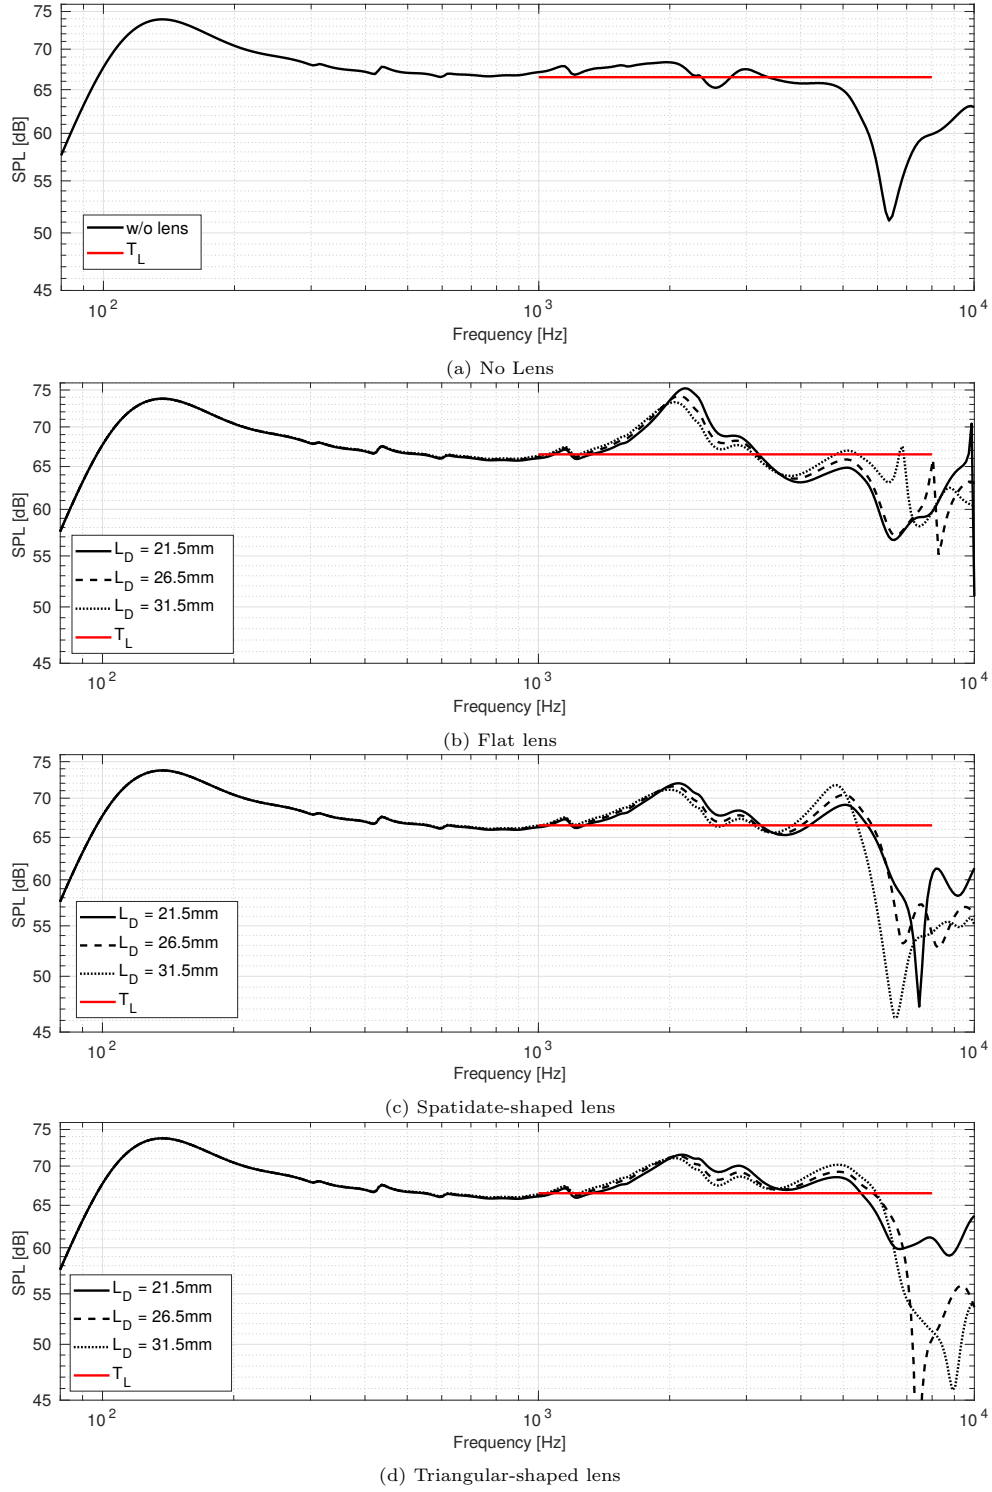 75
70
65
60
55
50
45
SPL [dB]
w/o lens
T_L
10^2
10^3
10^4
Frequency [Hz]
(a) No Lens
75
70
65
60
55
50
45
SPL [dB]
L_D = 21.5mm
L_D = 26.5mm
L_D = 31.5mm
T_L
10^2
10^3
10^4
Frequency [Hz]
(b) Flat lens
75
70
65
60
55
50
45
SPL [dB]
L_D = 21.5mm
L_D = 26.5mm
L_D = 31.5mm
T_L
10^2
10^3
10^4
Frequency [Hz]
(c) Spatidate-shaped lens
75
70
65
60
55
50
45
SPL [dB]
L_D = 21.5mm
L_D = 26.5mm
L_D = 31.5mm
T_L
10^2
10^3
10^4
Frequency [Hz]
(d) Triangular-shaped lens